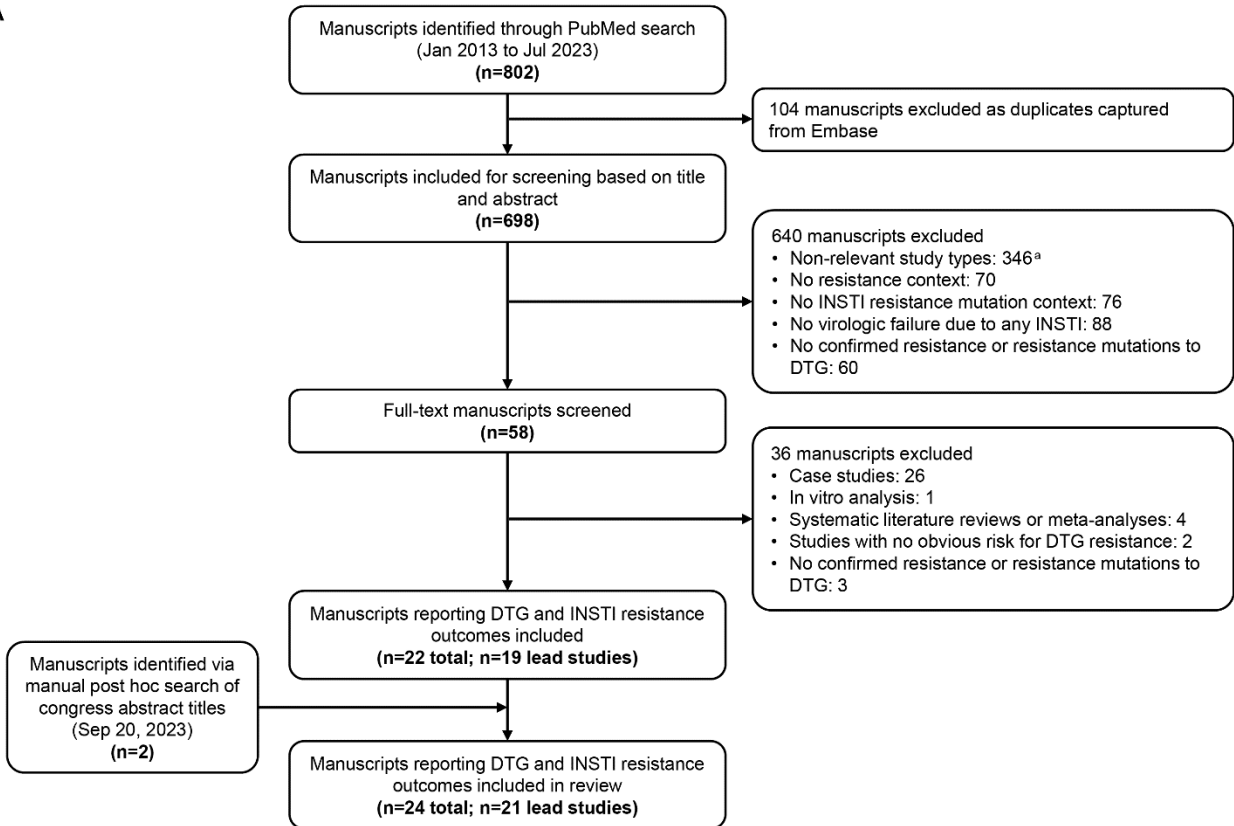 A
Manuscripts identified through PubMed search
(Jan 2013 to Jul 2023)
(n=802)
104 manuscripts excluded as duplicates captured
from Embase
Manuscripts included for screening based on title
and abstract
(n=698)
640 manuscripts excluded
• Non-relevant study types: 346ᵃ
• No resistance context: 70
• No INSTI resistance mutation context: 76
• No virologic failure due to any INSTI: 88
• No confirmed resistance or resistance mutations to
DTG: 60
Full-text manuscripts screened
(n=58)
36 manuscripts excluded
• Case studies: 26
• In vitro analysis: 1
• Systematic literature reviews or meta-analyses: 4
• Studies with no obvious risk for DTG resistance: 2
• No confirmed resistance or resistance mutations to
DTG: 3
Manuscripts reporting DTG and INSTI resistance
outcomes included
(n=22 total; n=19 lead studies)
Manuscripts identified via
manual post hoc search of
congress abstract titles
(Sep 20, 2023)
(n=2)
Manuscripts reporting DTG and INSTI resistance
outcomes included in review
(n=24 total; n=21 lead studies)